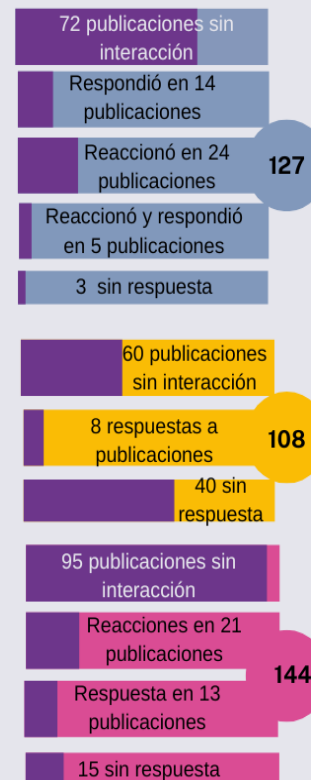 72 publicaciones sin
interacción
Respondió en 14
publicaciones
Reaccionó en 24
publicaciones
127
Reaccionó y respondió
en 5 publicaciones
3 sin respuesta
60 publicaciones
sin interacción
8 respuestas a
publicaciones
108
40 sin
respuesta
95 publicaciones sin
interacción
Reacciones en 21
publicaciones
144
Respuesta en 13
publicaciones
15 sin respuesta